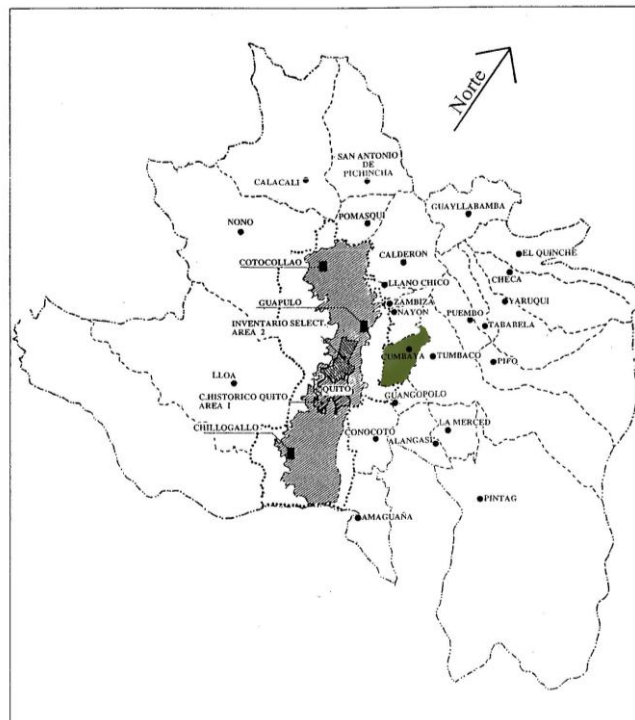 Norte
SAN ANTONIO
DE
PICHINCHA
CALACALI
GUAYLLABAMBA
NONO
POMASQUI
CALDERON
EL QUINCHE
COTOCOLLAO
CHECA
LLANO CHICO
GUAPULO
ZAMBIZA
YARUQUI
NAYON
PUEMBO
INVENTARIO SELECT.
AREA 2
TABABELA
CUMBAYA
TUMBACO
PIFO
LLOA
QUITO
C.HISTORICO QUITO
AREA 1
GUANGOPOLO
CHILLOGALLO
CONOCOTO
LA MERCED
ALANGASI
PINTAG
AMAGUAÑA